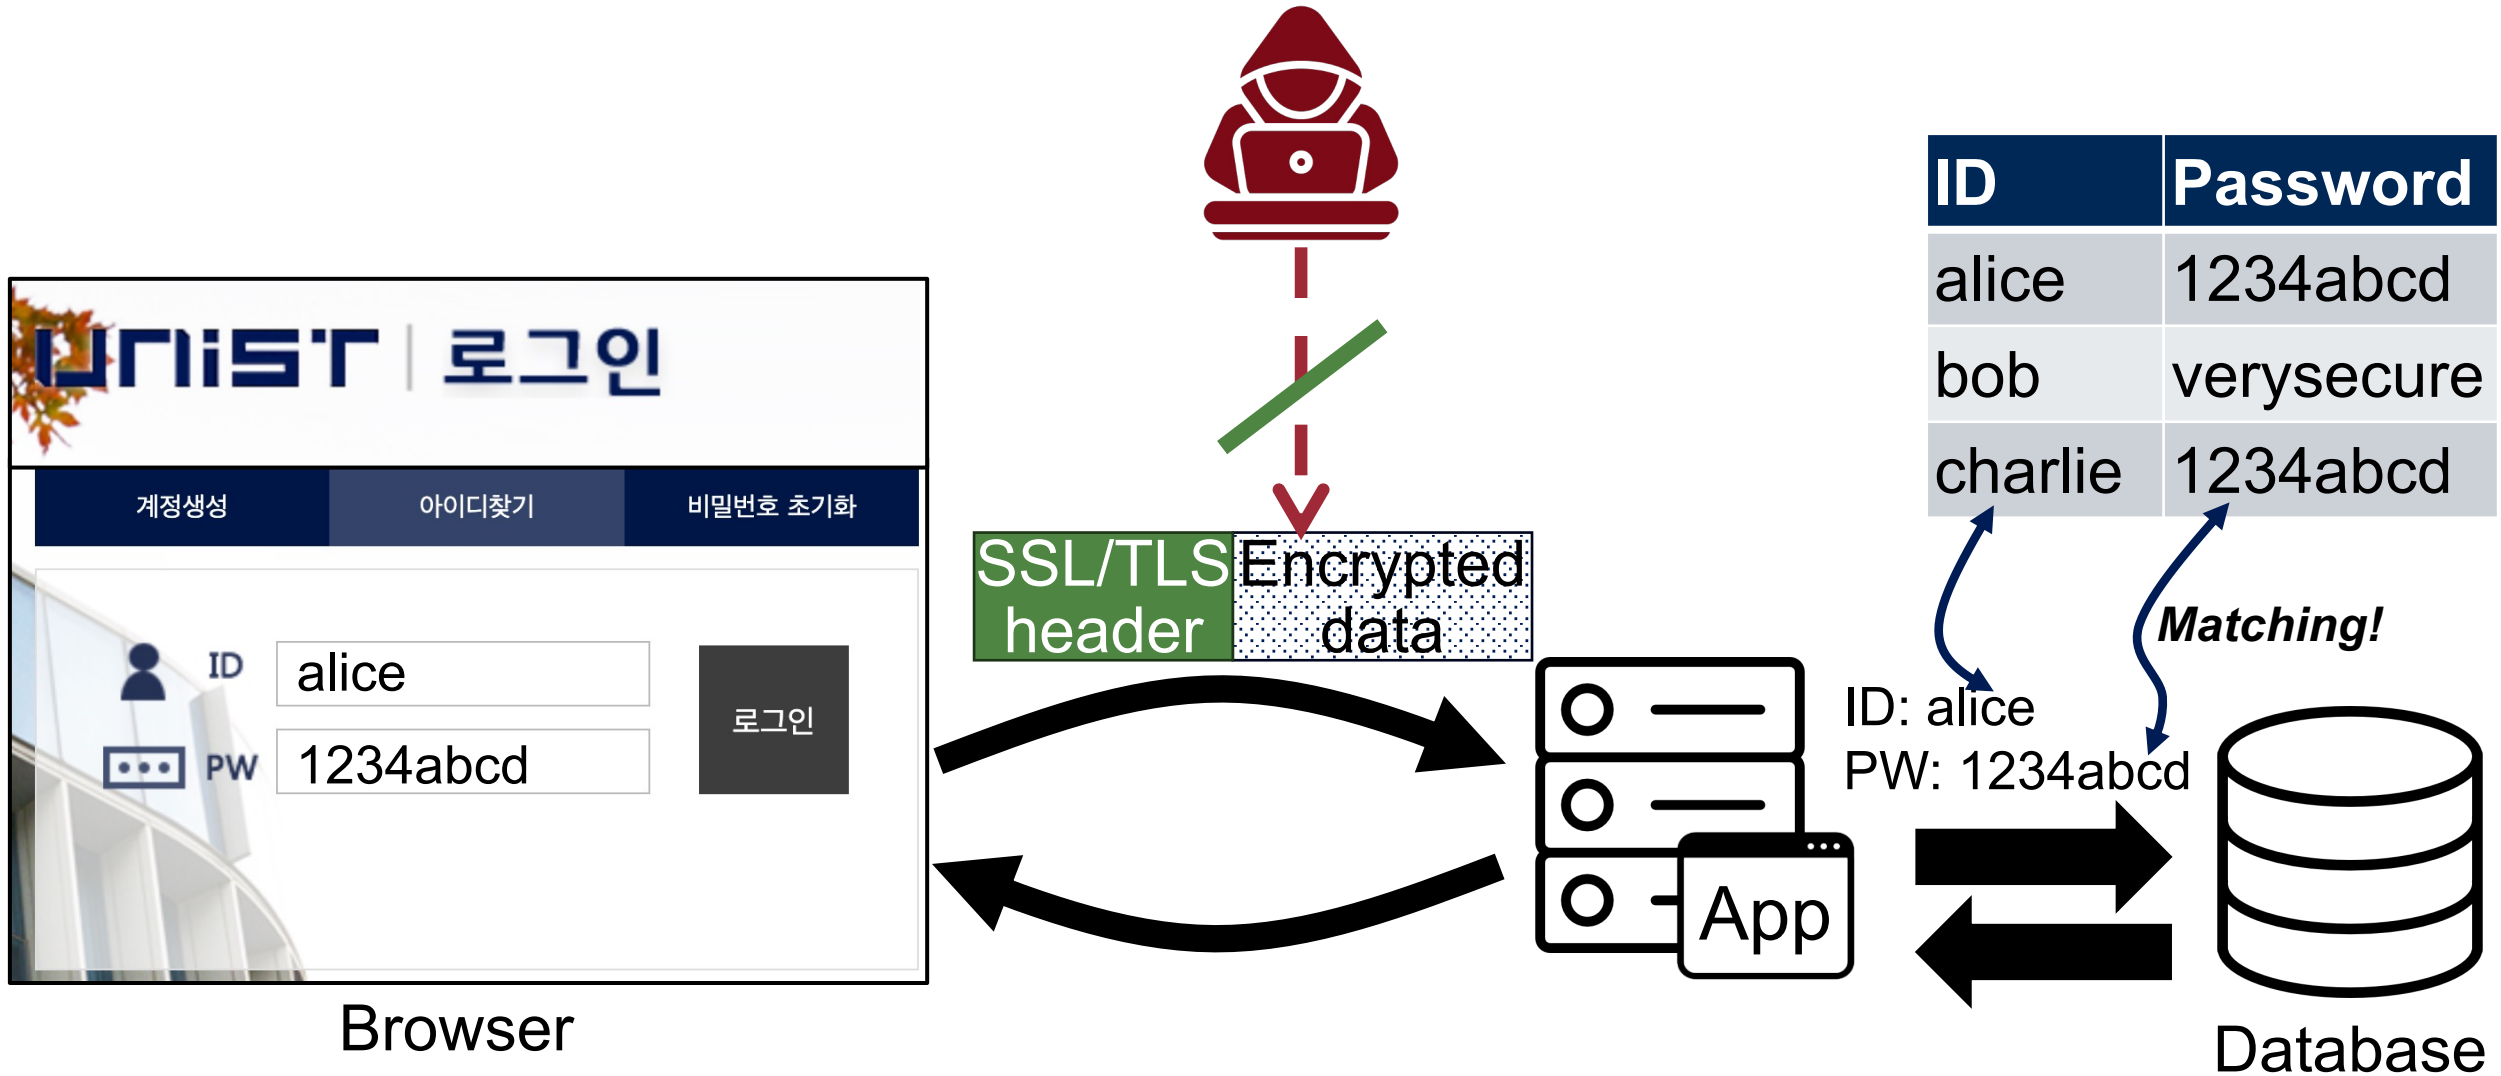 UNIST | 로그인
계정생성 아이디찾기 비밀번호 초기화
ID alice
PW 1234abcd
로그인
Browser
SSL/TLS
header
Encrypted
data
App
ID Password
alice 1234abcd
bob verysecure
charlie 1234abcd
Matching!
ID: alice
PW: 1234abcd
Database